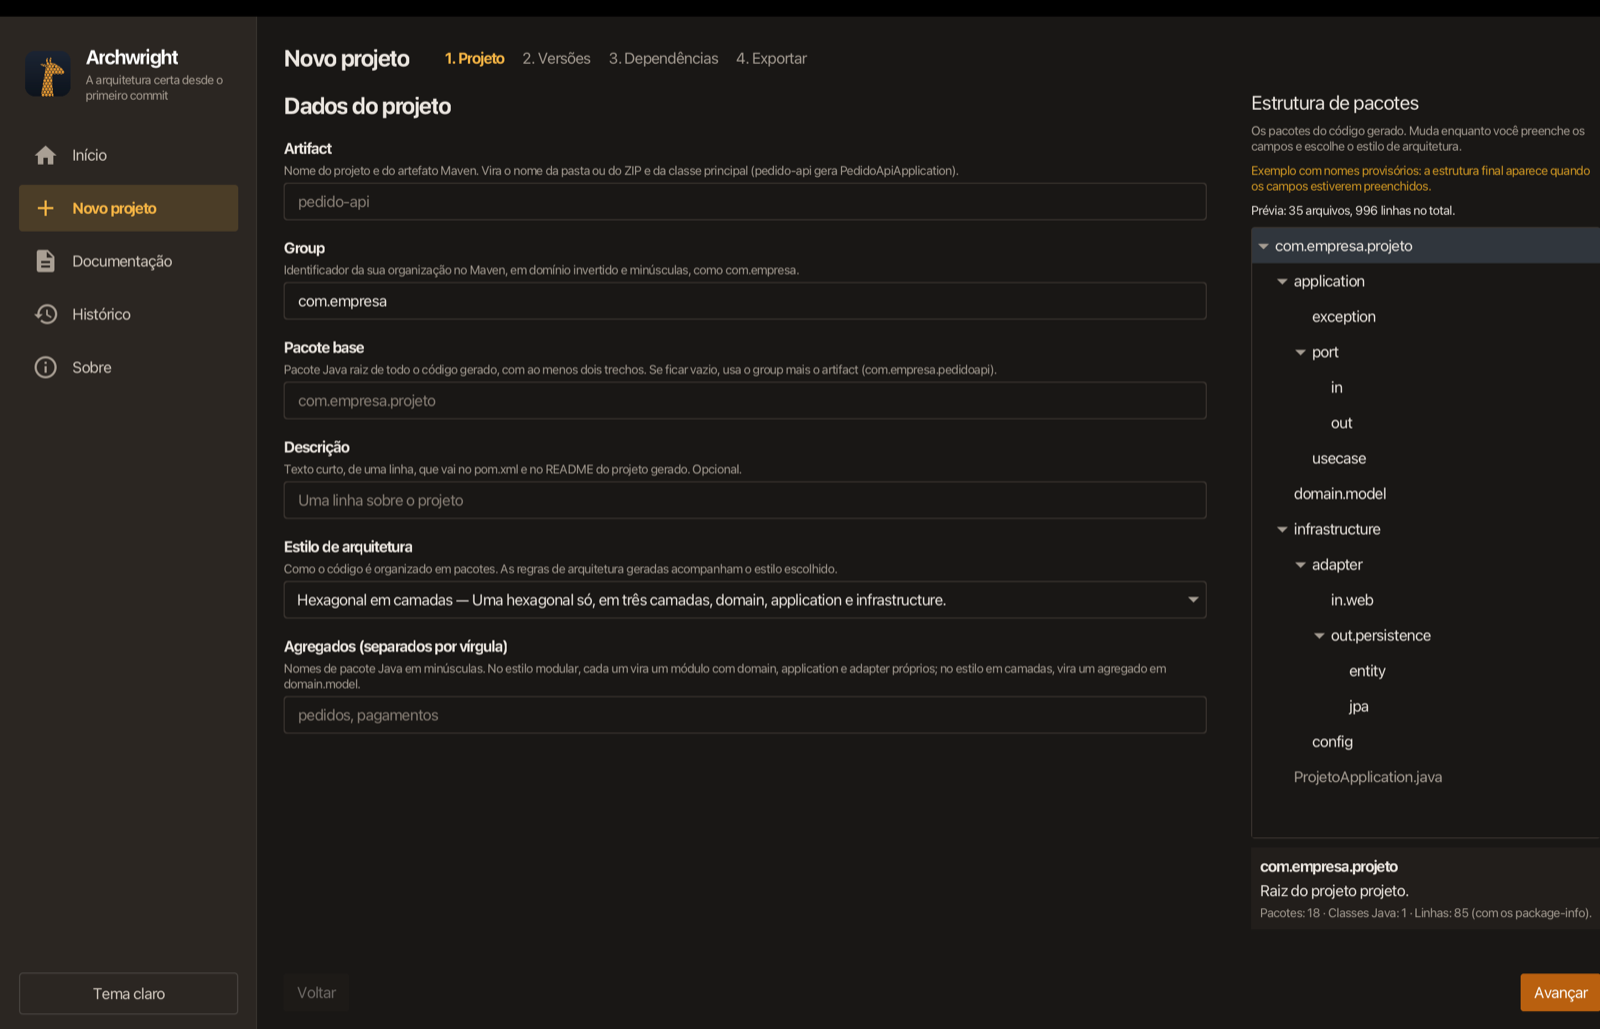 Archwright
A arquitetura certa desde o
primeiro commit
Início
Novo projeto
Documentação
Histórico
Sobre
Tema claro
Novo projeto
1. Projeto
2. Versões
3. Dependências
4. Exportar
Dados do projeto
Artifact
Nome do projeto e do artefato Maven. Vira o nome da pasta ou do ZIP e da classe principal (pedido-api gera PedidoApiApplication).
pedido-api
Group
Identificador da sua organização no Maven, em domínio invertido e minúsculas, como com.empresa.
com.empresa
Pacote base
Pacote Java raiz de todo o código gerado, com ao menos dois trechos. Se ficar vazio, usa o group mais o artifact (com.empresa.pedidoapi).
com.empresa.projeto
Descrição
Texto curto, de uma linha, que vai no pom.xml e no README do projeto gerado. Opcional.
Uma linha sobre o projeto
Estilo de arquitetura
Como o código é organizado em pacotes. As regras de arquitetura geradas acompanham o estilo escolhido.
Hexagonal em camadas — Uma hexagonal só, em três camadas, domain, application e infrastructure.
Agregados (separados por vírgula)
Nomes de pacote Java em minúsculas. No estilo modular, cada um vira um módulo com domain, application e adapter próprios; no estilo em camadas, vira um agregado em
domain.model.
pedidos, pagamentos
Voltar
Estrutura de pacotes
Os pacotes do código gerado. Muda enquanto você preenche os
campos e escolhe o estilo de arquitetura.
Exemplo com nomes provisórios: a estrutura final aparece quando
os campos estiverem preenchidos.
Prévia: 35 arquivos, 996 linhas no total.
com.empresa.projeto
application
exception
port
in
out
usecase
domain.model
infrastructure
adapter
in.web
out.persistence
entity
jpa
config
ProjetoApplication.java
com.empresa.projeto
Raiz do projeto projeto.
Pacotes: 18 · Classes Java: 1 · Linhas: 85 (com os package-info).
Avançar